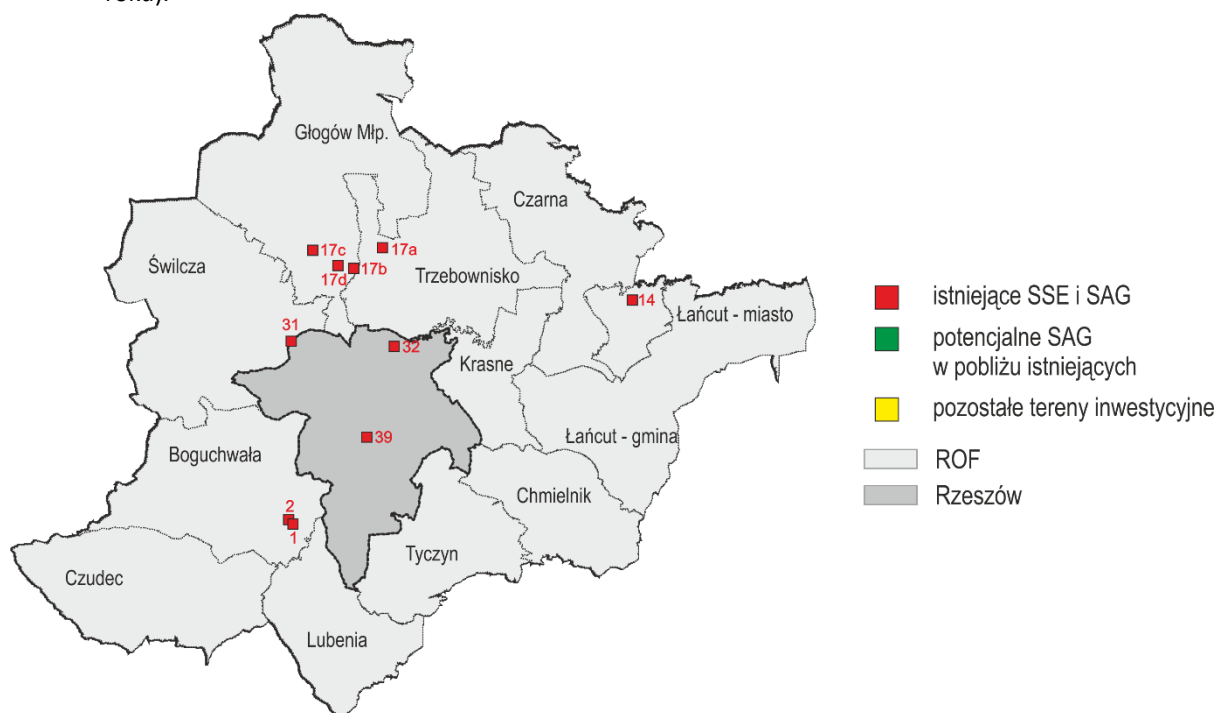 roku).
Głogów Młp.
Czarna
17c
17a
Świlcza
17d
17b
Trzebownisko
14
Łańcut - miasto
31
32
Krasne
39
Łańcut - gmina
Boguchwała
Chmielnik
2
1
Tyczyn
Czudec
Lubenia
istniejące SSE i SAG
potencjalne SAG
w pobliżu istniejących
pozostałe tereny inwestycyjne
ROF
Rzeszów